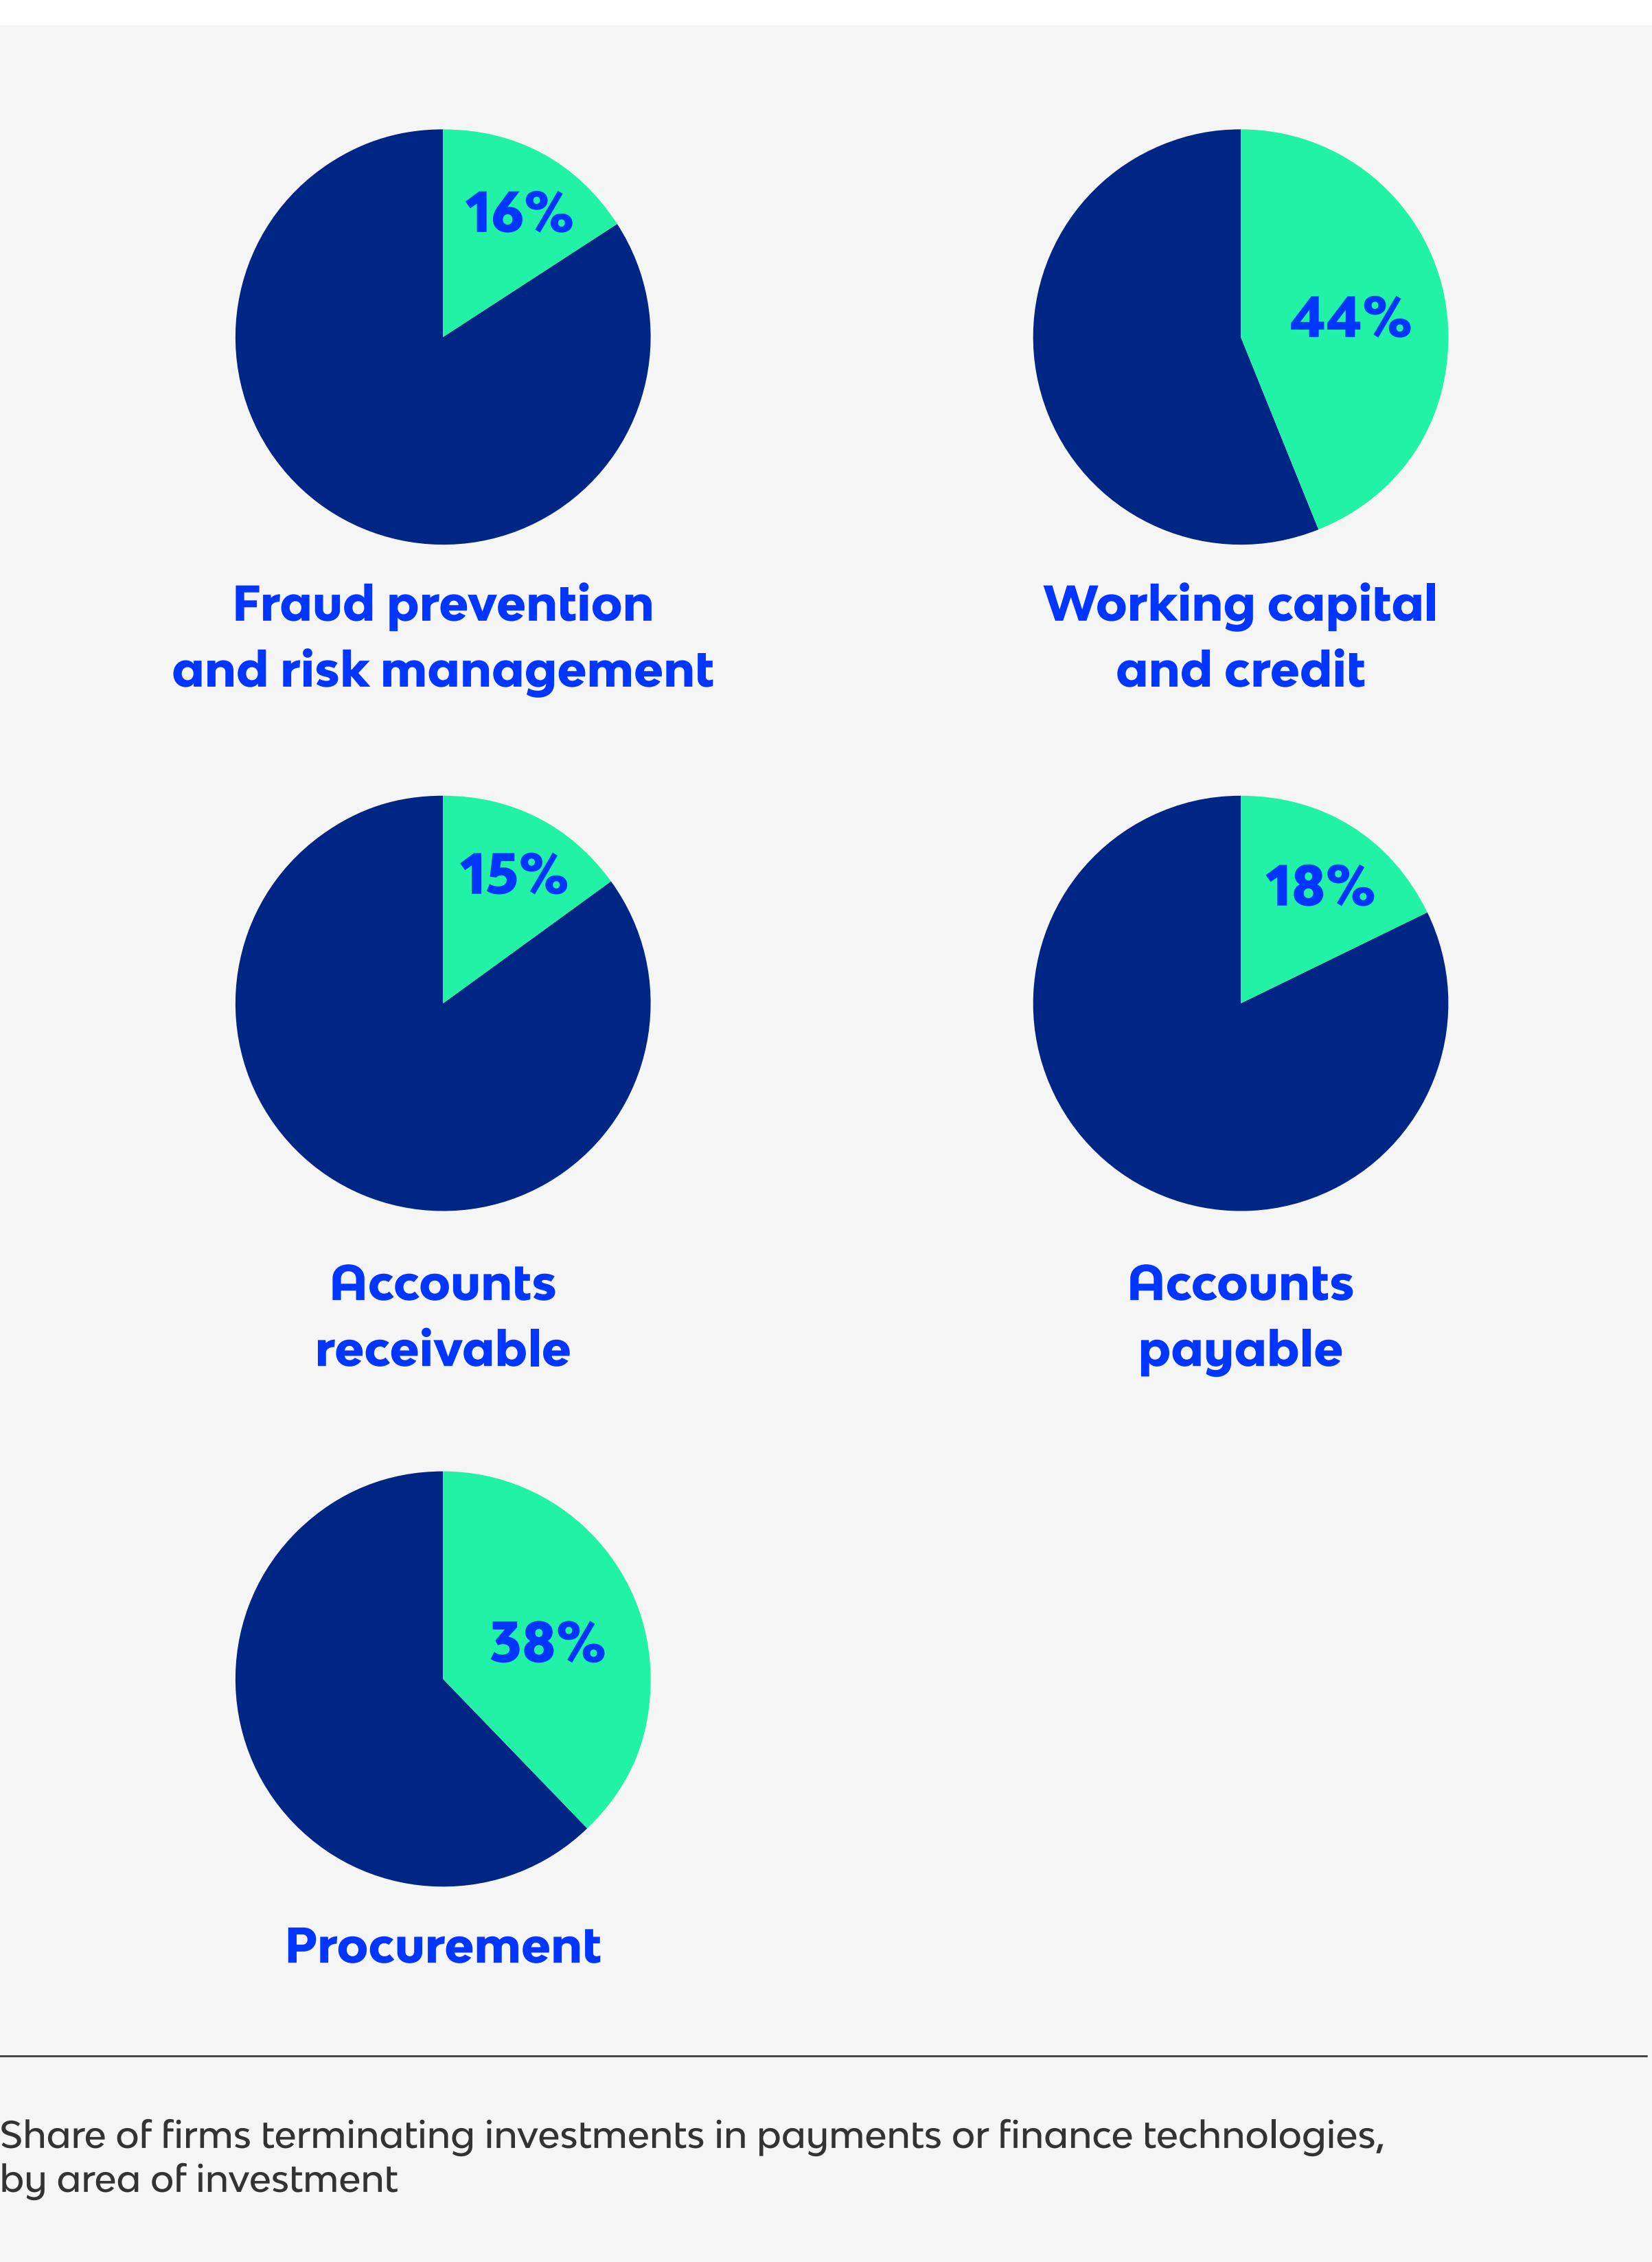 16%
44%
Fraud prevention
and risk management
Working capital
and credit
15%
18%
Accounts
receivable
Accounts
payable
38%
Procurement
Share of firms terminating investments in payments or finance technologies,
by area of investment